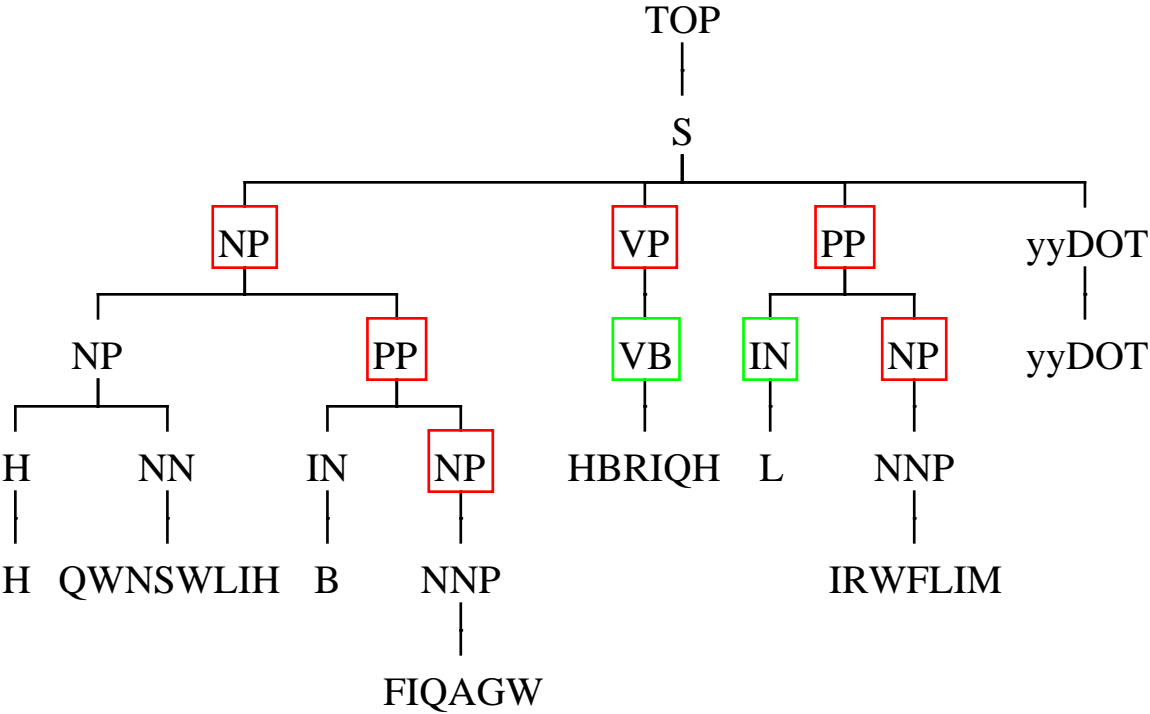 TOP
S
NP VP PP yyDOT
NP PP VB IN NP yyDOT
H NN IN NP HBRIQH L NNP
H QWNSWLIH B NNP IRWFLIM
FIQAGW